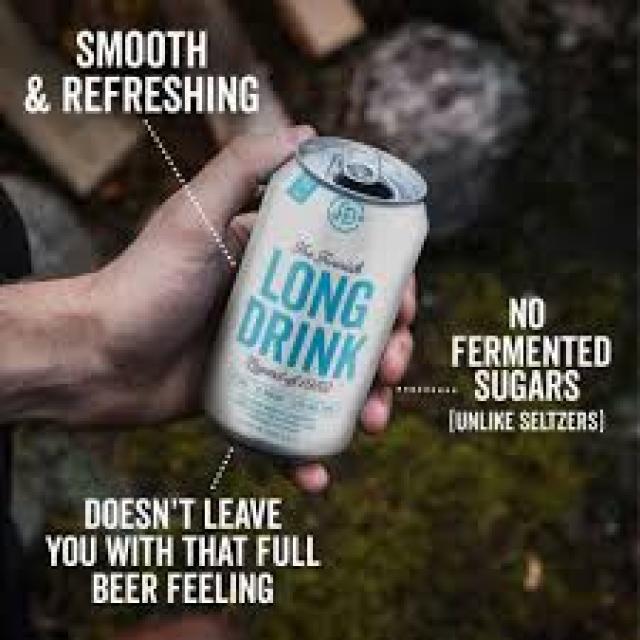 SMOOTH
& REFRESHING
LONG
DRINK
NO
FERMENTED
SUGARS
[UNLIKE SELTZERS]
DOESN'T LEAVE
YOU WITH THAT FULL
BEER FEELING